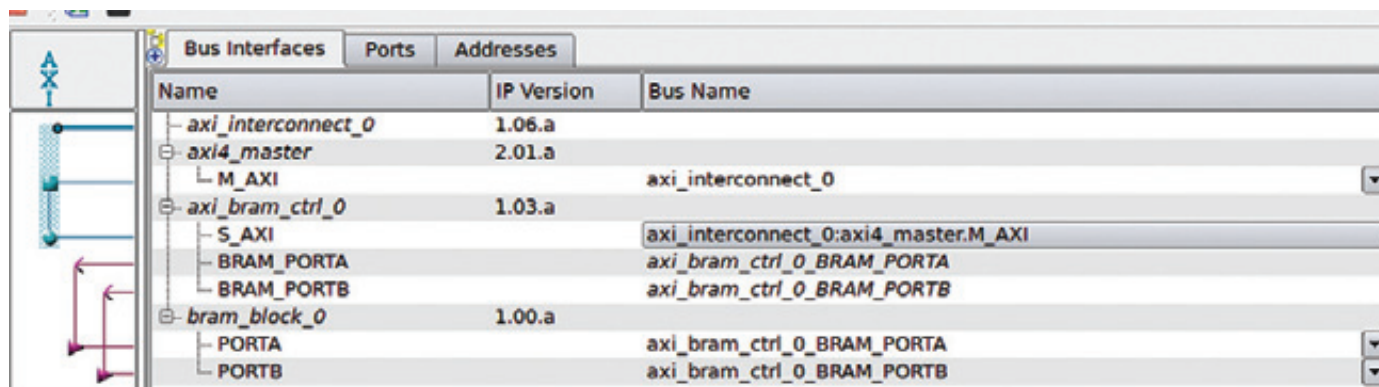 AXI
Bus Interfaces Ports Addresses
Name IP Version Bus Name
axi_interconnect_0 1.06.a
axi4_master 2.01.a
M_AXI axi_interconnect_0
axi_bram_ctrl_0 1.03.a
S_AXI axi_interconnect_0:axi4_master.M_AXI
BRAM_PORTA axi_bram_ctrl_0_BRAM_PORTA
BRAM_PORTB axi_bram_ctrl_0_BRAM_PORTB
bram_block_0 1.00.a
PORTA axi_bram_ctrl_0_BRAM_PORTA
PORTB axi_bram_ctrl_0_BRAM_PORTB